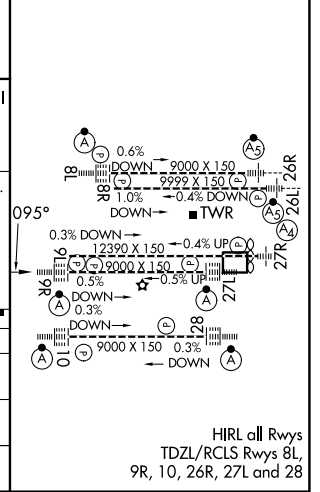 A
P
0.6%
A5
DOWN→
9000 X 150
8L
8R
P
9999 X 150
P
26R
26L
1.0%
←0.4% DOWN
DOWN→
TWR
A5
A4
095°
0.3% DOWN→
←0.4% UP
P
12390 X 150
27R
9L
P
P
9000 X 150
P
9R
0.5%
←0.5% UP
27L
A
DOWN→
A
0.3%
DOWN→
P
28
10
A
P
9000 X 150
0.3%
A
←DOWN
HIRL all Rwys
TDZL/RCLS Rwys 8L,
9R, 10, 26R, 27L and 28